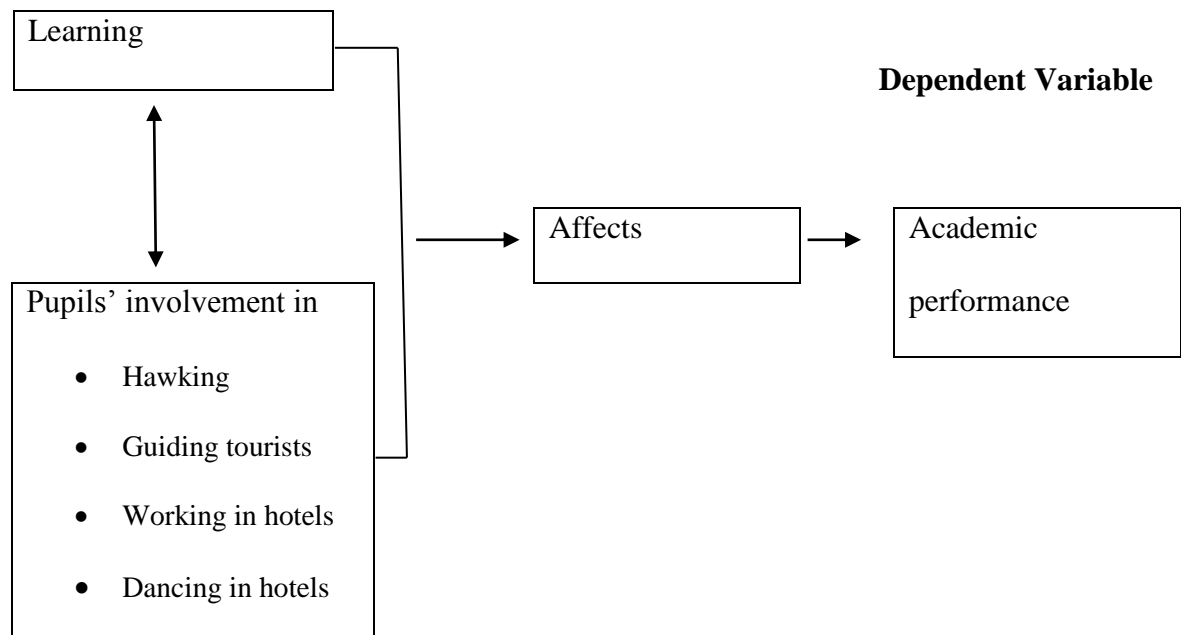 Learning
Dependent Variable
Affects
Academic
performance
Pupils’ involvement in
• Hawking
• Guiding tourists
• Working in hotels
• Dancing in hotels